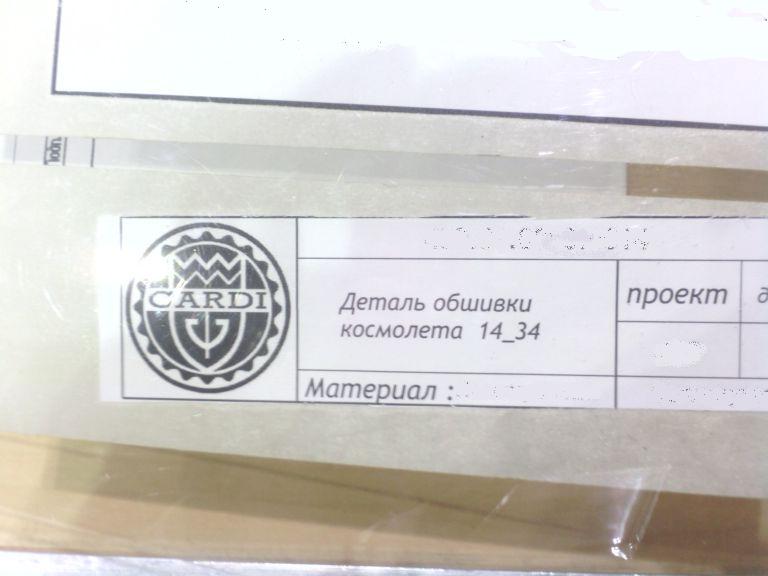 CARDI
Деталь обшивки
космолета 14_34
проект
Материал :